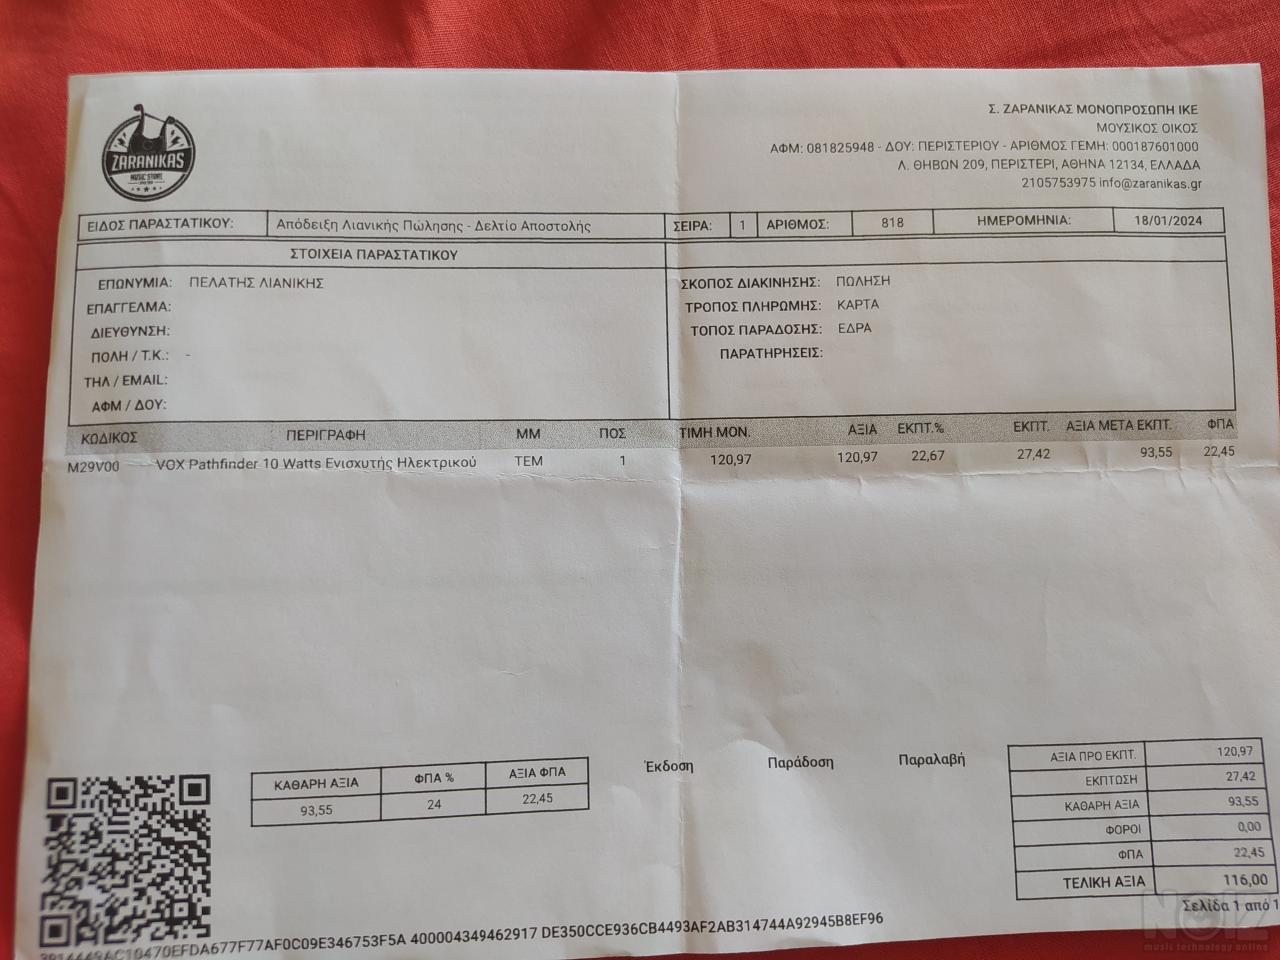 ZARANIKAS
MUSIC STORE
Σ. ΖΑΡΑΝΙΚΑΣ ΜΟΝΟΠΡΟΣΩΠΗ ΙΚΕ
ΜΟΥΣΙΚΟΣ ΟΙΚΟΣ
ΑΦΜ: 081825948 - ΔΟΥ: ΠΕΡΙΣΤΕΡΙΟΥ - ΑΡΙΘΜΟΣ ΓΕΜΗ: 000187601000
Λ. ΘΗΒΩΝ 209, ΠΕΡΙΣΤΕΡΙ, ΑΘΗΝΑ 12134, ΕΛΛΑΔΑ
2105753975 info@zaranikas.gr
ΕΙΔΟΣ ΠΑΡΑΣΤΑΤΙΚΟΥ: Απόδειξη Λιανικής Πώλησης - Δελτίο Αποστολής ΣΕΙΡΑ: 1 ΑΡΙΘΜΟΣ: 818 ΗΜΕΡΟΜΗΝΙΑ: 18/01/2024
ΣΤΟΙΧΕΙΑ ΠΑΡΑΣΤΑΤΙΚΟΥ
ΕΠΩΝΥΜΙΑ: ΠΕΛΑΤΗΣ ΛΙΑΝΙΚΗΣ
ΕΠΑΓΓΕΛΜΑ:
ΔΙΕΥΘΥΝΣΗ:
ΠΟΛΗ / Τ.Κ.: -
ΤΗΛ / EMAIL:
ΑΦΜ / ΔΟΥ:
ΣΚΟΠΟΣ ΔΙΑΚΙΝΗΣΗΣ: ΠΩΛΗΣΗ
ΤΡΟΠΟΣ ΠΛΗΡΩΜΗΣ: ΚΑΡΤΑ
ΤΟΠΟΣ ΠΑΡΑΔΟΣΗΣ: ΕΔΡΑ
ΠΑΡΑΤΗΡΗΣΕΙΣ:
ΚΩΔΙΚΟΣ ΠΕΡΙΓΡΑΦΗ ΜΜ ΠΟΣ ΤΙΜΗ ΜΟΝ. ΑΞΙΑ ΕΚΠΤ.% ΕΚΠΤ. ΑΞΙΑ ΜΕΤΑ ΕΚΠΤ. ΦΠΑ
M29V00 VOX Pathfinder 10 Watts Ενισχυτής Ηλεκτρικού ΤΕΜ 1 120,97 120,97 22,67 27,42 93,55 22,45
ΚΑΘΑΡΗ ΑΞΙΑ ΦΠΑ % ΑΞΙΑ ΦΠΑ
93,55 24 22,45
Έκδοση Παράδοση Παραλαβή
ΑΞΙΑ ΠΡΟ ΕΚΠΤ. 120,97
ΕΚΠΤΩΣΗ 27,42
ΚΑΘΑΡΗ ΑΞΙΑ 93,55
ΦΟΡΟΙ 0,00
ΦΠΑ 22,45
ΤΕΛΙΚΗ ΑΞΙΑ 116,00
Σελίδα 1 από 1
400004349462917 DE350CCE936CB4493AF2AB314744A92945B8EF96
NOIZ
music technology online